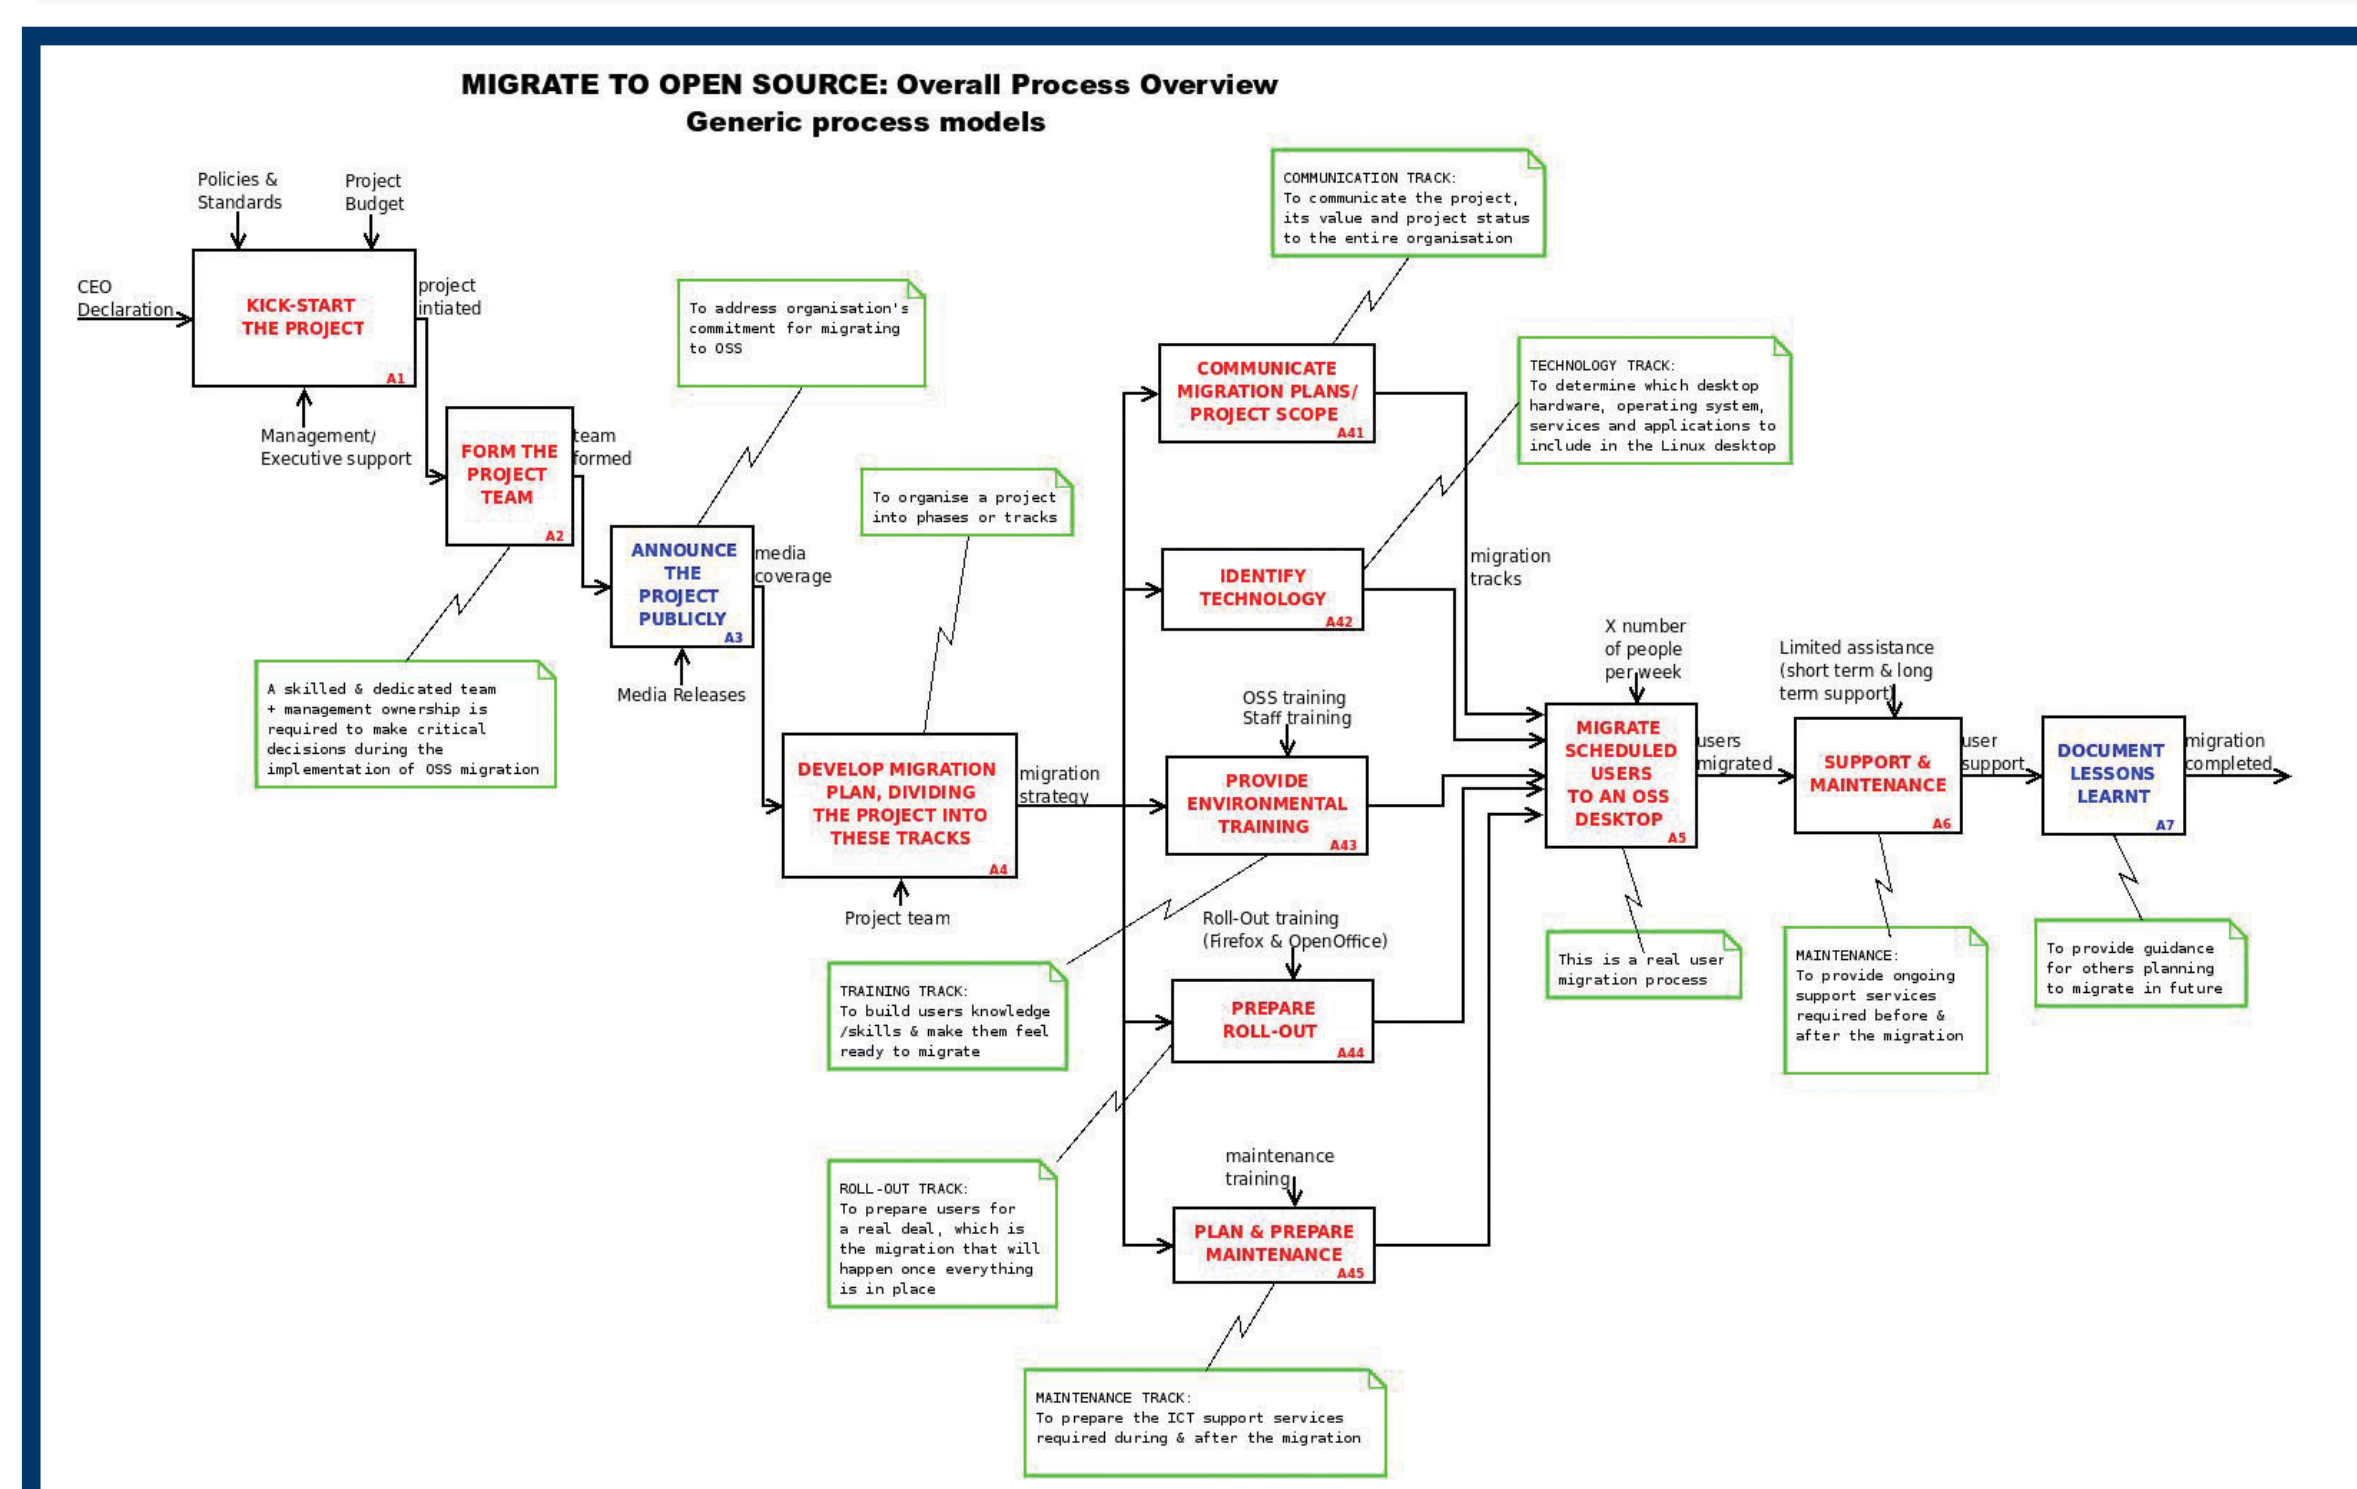 MIGRATE TO OPEN SOURCE: Overall Process Overview
Generic process models
Policies &
Standards
Project
Budget
CEO
Declaration
KICK-START
THE PROJECT
A1
project
intiated
Management/
Executive support
FORM THE
PROJECT
TEAM
A2
team
formed
A skilled & dedicated team
+ management ownership is
required to make critical
decisions during the
implementation of OSS migration
To address organisation's
commitment for migrating
to OSS
ANNOUNCE
THE
PROJECT
PUBLICLY
A3
media
coverage
Media Releases
To organise a project
into phases or tracks
DEVELOP MIGRATION
PLAN, DIVIDING
THE PROJECT INTO
THESE TRACKS
A4
migration
strategy
Project team
COMMUNICATION TRACK:
To communicate the project,
its value and project status
to the entire organisation
COMMUNICATE
MIGRATION PLANS/
PROJECT SCOPE
A41
TECHNOLOGY TRACK:
To determine which desktop
hardware, operating system,
services and applications to
include in the Linux desktop
IDENTIFY
TECHNOLOGY
A42
migration
tracks
OSS training
Staff training
PROVIDE
ENVIRONMENTAL
TRAINING
A43
TRAINING TRACK:
To build users knowledge
/skills & make them feel
ready to migrate
Roll-Out training
(Firefox & OpenOffice)
PREPARE
ROLL-OUT
A44
ROLL-OUT TRACK:
To prepare users for
a real deal, which is
the migration that will
happen once everything
is in place
maintenance
training
PLAN & PREPARE
MAINTENANCE
A45
MAINTENANCE TRACK:
To prepare the ICT support services
required during & after the migration
X number
of people
per week
MIGRATE
SCHEDULED
USERS
TO AN OSS
DESKTOP
A5
users
migrated
This is a real user
migration process
Limited assistance
(short term & long
term support)
SUPPORT &
MAINTENANCE
A6
user
support
MAINTENANCE:
To provide ongoing
support services
required before &
after the migration
DOCUMENT
LESSONS
LEARNT
A7
migration
completed
To provide guidance
for others planning
to migrate in future